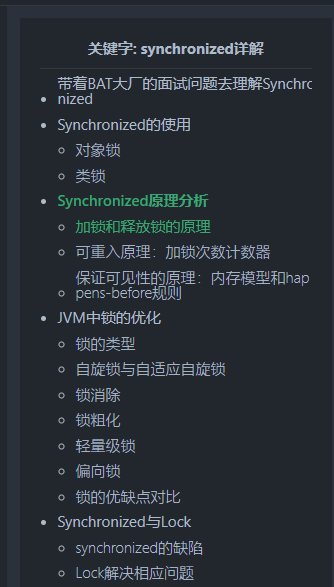 关键字: synchronized详解
带着BAT大厂的面试问题去理解Synchro
nized
Synchronized的使用
对象锁
类锁
Synchronized原理分析
加锁和释放锁的原理
可重入原理：加锁次数计数器
保证可见性的原理：内存模型和hap
pens-before规则
JVM中锁的优化
锁的类型
自旋锁与自适应自旋锁
锁消除
锁粗化
轻量级锁
偏向锁
锁的优缺点对比
Synchronized与Lock
synchronized的缺陷
Lock解决相应问题